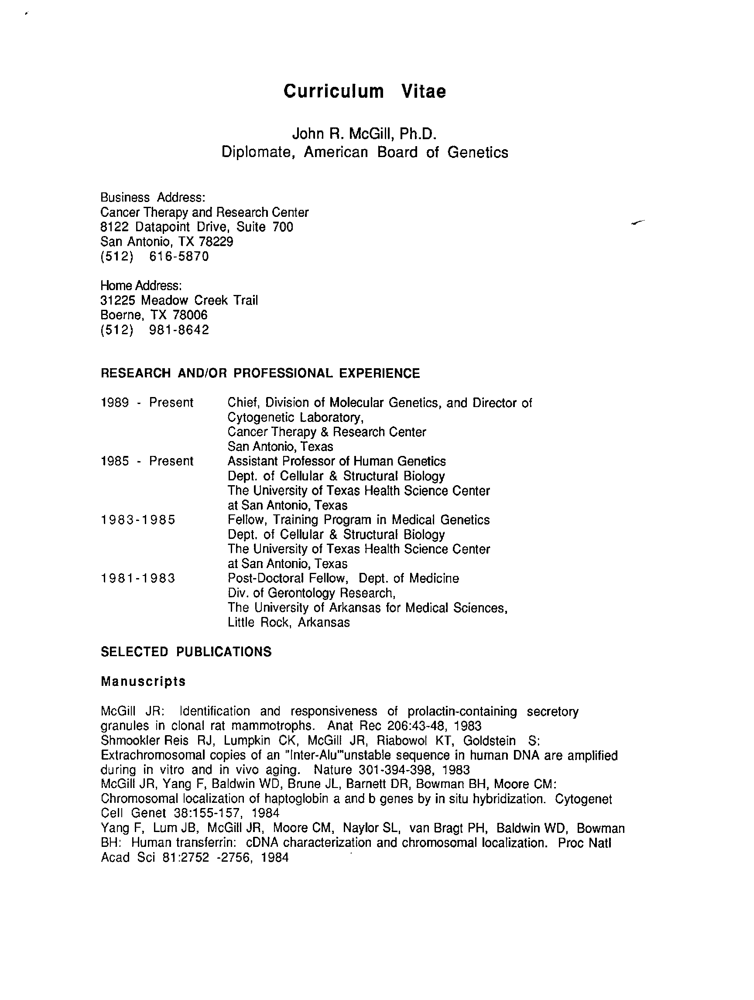 Curriculum Vitae
John R. McGill, Ph.D.
Diplomate, American Board of Genetics
Business Address:
Cancer Therapy and Research Center
8122 Datapoint Drive, Suite 700
San Antonio, TX 78229
(512) 616-5870
Home Address:
31225 Meadow Creek Trail
Boerne, TX 78006
(512) 981-8642
RESEARCH AND/OR PROFESSIONAL EXPERIENCE
1989 - Present Chief, Division of Molecular Genetics, and Director of
Cytogenetic Laboratory,
Cancer Therapy & Research Center
San Antonio, Texas
1985 - Present Assistant Professor of Human Genetics
Dept. of Cellular & Structural Biology
The University of Texas Health Science Center
at San Antonio, Texas
1983-1985 Fellow, Training Program in Medical Genetics
Dept. of Cellular & Structural Biology
The University of Texas Health Science Center
at San Antonio, Texas
1981-1983 Post-Doctoral Fellow, Dept. of Medicine
Div. of Gerontology Research,
The University of Arkansas for Medical Sciences,
Little Rock, Arkansas
SELECTED PUBLICATIONS
Manuscripts
McGill JR: Identification and responsiveness of prolactin-containing secretory
granules in clonal rat mammotrophs. Anat Rec 206:43-48, 1983
Shmookler Reis RJ, Lumpkin CK, McGill JR, Riabowol KT, Goldstein S:
Extrachromosomal copies of an "Inter-Alu'"unstable sequence in human DNA are amplified
during in vitro and in vivo aging. Nature 301-394-398, 1983
McGill JR, Yang F, Baldwin WD, Brune JL, Barnett DR, Bowman BH, Moore CM:
Chromosomal localization of haptoglobin a and b genes by in situ hybridization. Cytogenet
Cell Genet 38:155-157, 1984
Yang F, Lum JB, McGill JR, Moore CM, Naylor SL, van Bragt PH, Baldwin WD, Bowman
BH: Human transferrin: cDNA characterization and chromosomal localization. Proc Natl
Acad Sci 81:2752 -2756, 1984